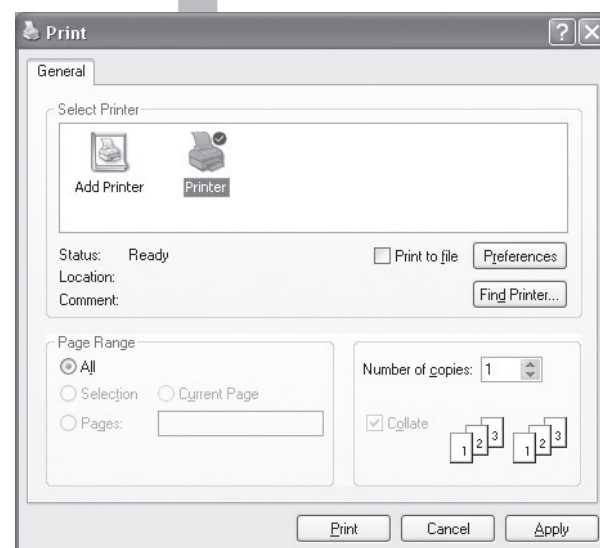 Print
General
Select Printer
Add Printer
Printer
Status: Ready
Print to file
Preferences
Location:
Comment:
Find Printer...
Page Range
All
Selection
Current Page
Pages:
Number of copies: 1
Collate
1 2 3 1 2 3
Print Cancel Apply